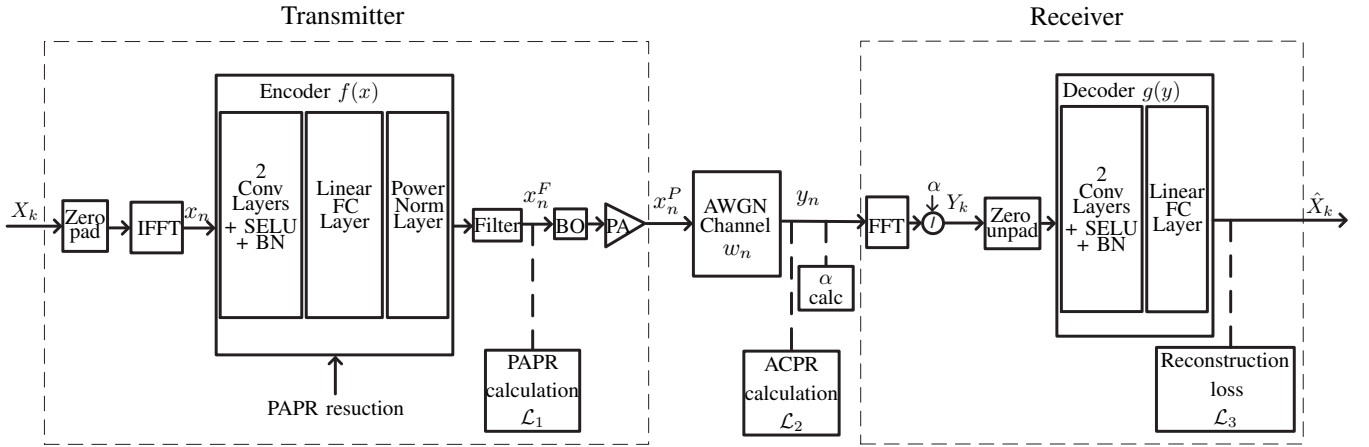 Transmitter
Receiver
X_k
Zero
pad
IFFT
x_n
Encoder f(x)
2
Conv
Layers
+ SELU
+ BN
Linear
FC
Layer
Power
Norm
Layer
Filter
x_n^F
BO
PA
x_n^P
AWGN
Channel
w_n
y_n
α
calc
FFT
α
/
Y_k
Zero
unpad
Decoder g(y)
2
Conv
Layers
+ SELU
+ BN
Linear
FC
Layer
X̂_k
PAPR resuction
PAPR
calculation
ℒ_1
ACPR
calculation
ℒ_2
Reconstruction
loss
ℒ_3